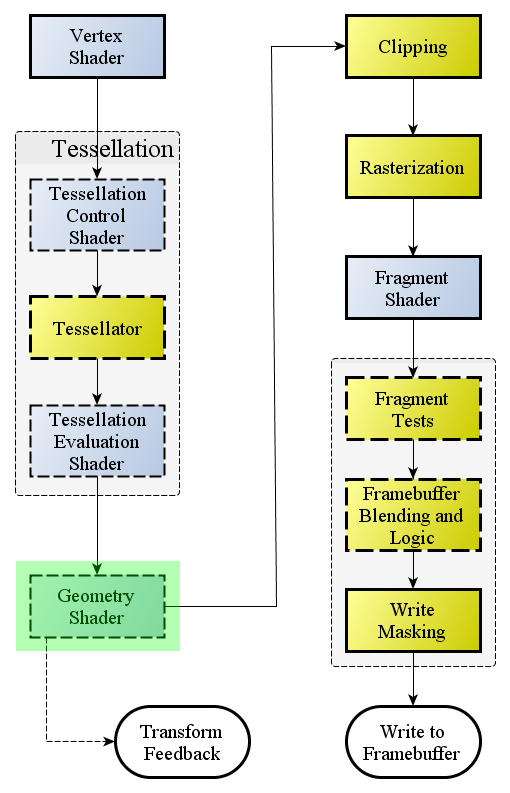 Vertex
Shader
Tessellation
Tessellation
Control
Shader
Tessellator
Tessellation
Evaluation
Shader
Geometry
Shader
Transform
Feedback
Clipping
Rasterization
Fragment
Shader
Fragment
Tests
Framebuffer
Blending and
Logic
Write
Masking
Write to
Framebuffer